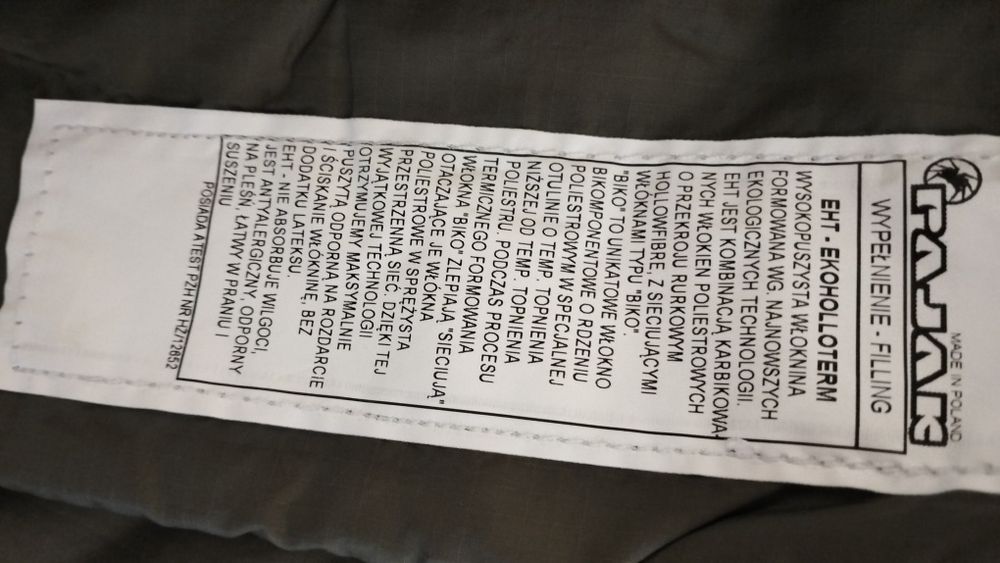 PAJĄK
MADE IN POLAND
WYPEŁNIENIE - FILLING
EHT - EKOHOLLOTERM
WYSOKOPUSZYSTA WŁÓKNINA
FORMOWANA WG. NAJNOWSZYCH
EKOLOGICZNYCH TECHNOLOGII.
EHT JEST KOMBINACJĄ KARBIKOWA
NYCH WŁÓKIEN POLIESTROWYCH
O PRZEKROJU RURKOWYM
HOLLOWFIBRE, Z SIECIUJĄCYMI
WŁÓKNAMI TYPU "BIKO".
"BIKO" TO UNIKATOWE WŁÓKNO
BIKOMPONENTOWE O RDZENIU
POLIESTROWYM W SPECJALNEJ
OTULINIE O TEMP. TOPNIENIA
NIŻSZEJ OD TEMP. TOPNIENIA
POLIESTRU. PODCZAS PROCESU
TERMICZNEGO FORMOWANIA
WŁÓKNA "BIKO" ZLEPIAJĄ, "SIECIUJĄ"
OTACZAJĄCE JE WŁÓKNA
POLIESTROWE W SPRĘŻYSTĄ
PRZESTRZENNĄ SIEĆ. DZIĘKI TEJ
WYJĄTKOWEJ TECHNOLOGII
OTRZYMUJEMY MAKSYMALNIE
PUSZYTĄ, ODPORNĄ NA ROZDARCIE
I ŚCISKANIE WŁÓKNINĘ, BEZ
DODATKU LATEKSU.
EHT - NIE ABSORBUJE WILGOCI,
JEST ANTYALERGICZNY, ODPORNY
NA PLEŚŃ, ŁATWY W PRANIU I
SUSZENIU
POSIADA ATEST PZH NR HZ/12652